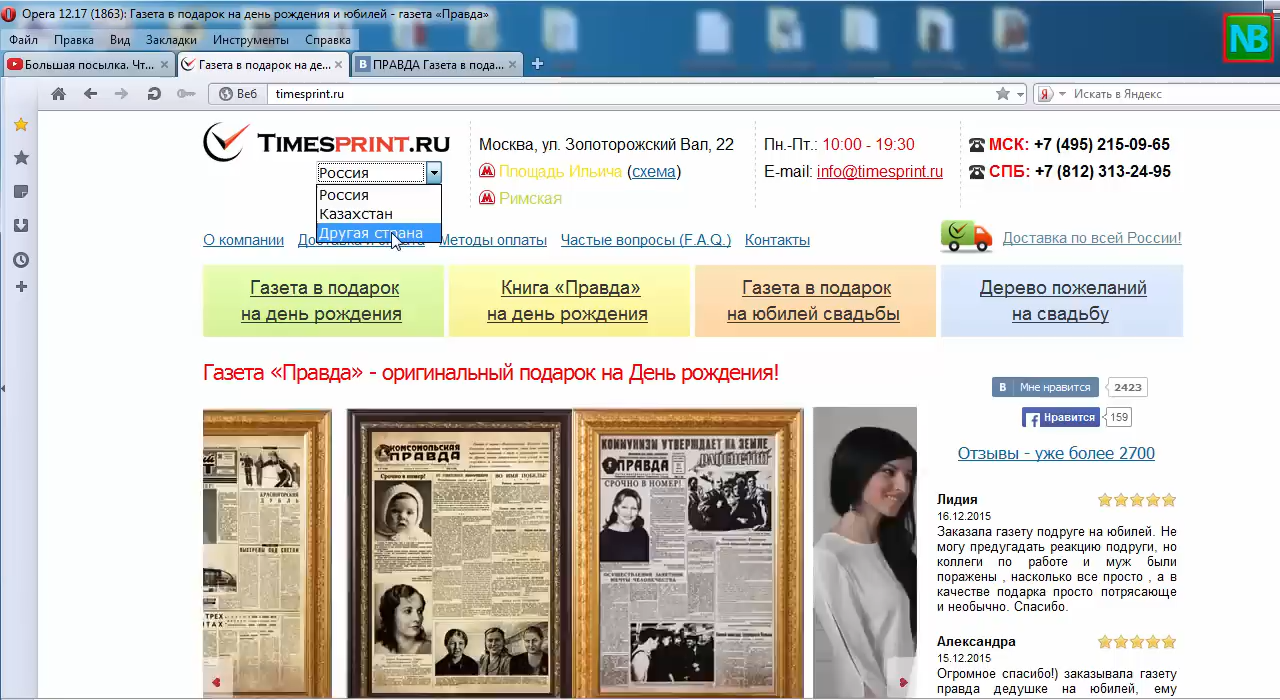 Opera 12.17 (1863): Газета в подарок на день рождения и юбилей - газета «Правда»
NB
Файл Правка Вид Закладки Инструменты Справка
Большая посылка. Чт... Газета в подарок на де... ПРАВДА Газета в пода...
Веб timesprint.ru Искать в Яндекс
TIMESPRINT.RU
Москва, ул. Золоторожский Вал, 22
Площадь Ильича (схема)
Римская
Пн.-Пт.: 10:00 - 19:30
E-mail: info@timesprint.ru
МСК: +7 (495) 215-09-65
СПБ: +7 (812) 313-24-95
Россия
Россия
Казахстан
Другая страна
О компании Методы оплаты Частые вопросы (F.A.Q.) Контакты
Доставка по всей России!
Газета в подарок
на день рождения
Книга «Правда»
на день рождения
Газета в подарок
на юбилей свадьбы
Дерево пожеланий
на свадьбу
Газета «Правда» - оригинальный подарок на День рождения!
КОМСОМОЛЬСКАЯ
ПРАВДА
Срочно в номер!
КОММУНИЗМ УТВЕРЖДАЕТ НА ЗЕМЛЕ
ПРАВДА
СРОЧНО В НОМЕР!
В Мне нравится 2423
Нравится 159
Отзывы - уже более 2700
Лидия
16.12.2015
Заказала газету подруге на юбилей. Не
могу предугадать реакцию подруги, но
коллеги по работе и муж были
поражены , насколько все просто , а в
качестве подарка просто потрясающе
и необычно. Спасибо.
Александра
15.12.2015
Огромное спасибо!) заказывала газету
правда дедушке на юбилей, ему